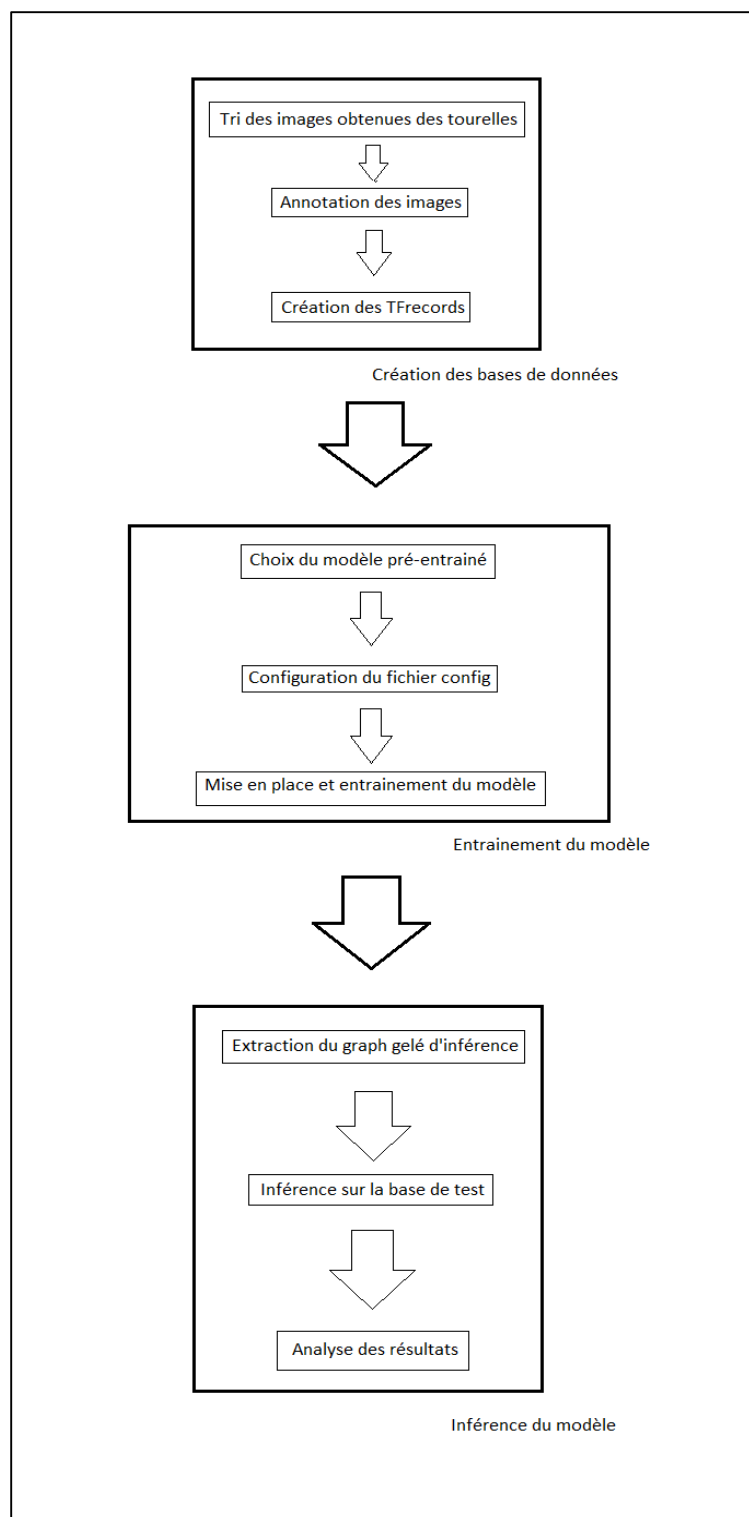 Tri des images obtenues des tourelles
Annotation des images
Création des TFrecords
Création des bases de données
Choix du modèle pré-entrainé
Configuration du fichier config
Mise en place et entrainement du modèle
Entrainement du modèle
Extraction du graph gelé d'inférence
Inférence sur la base de test
Analyse des résultats
Inférence du modèle